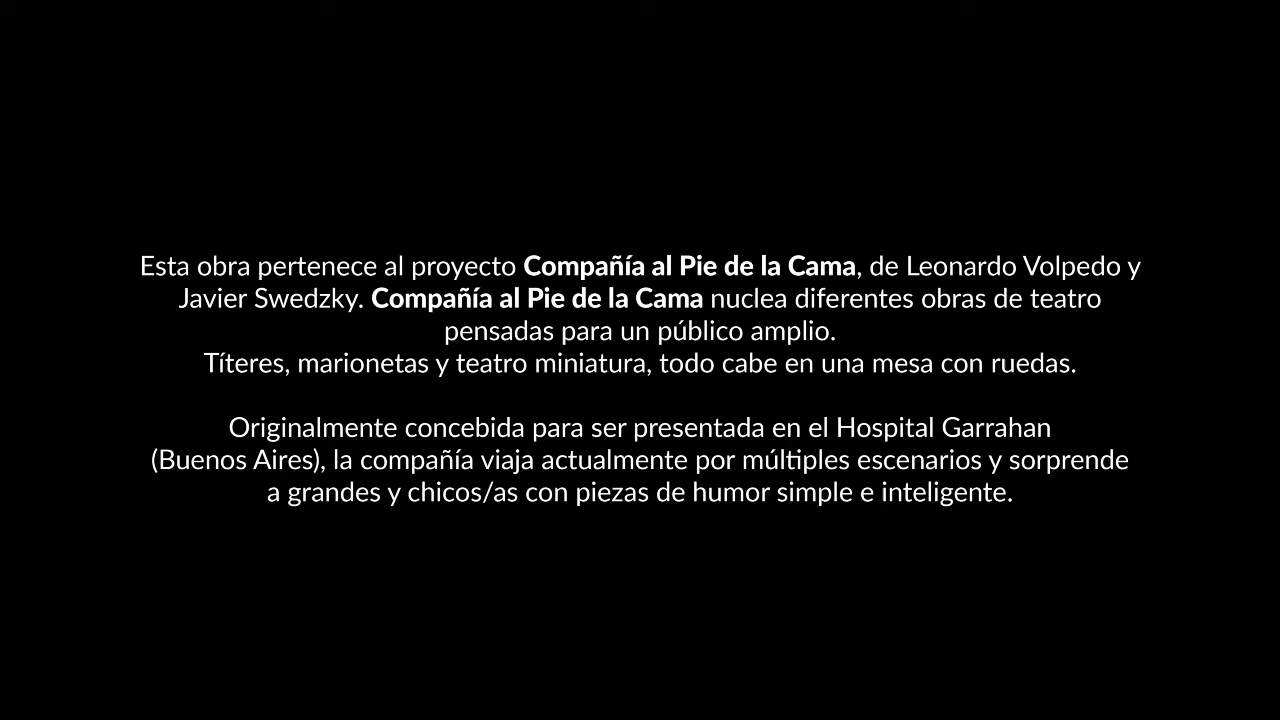 Esta obra pertenece al proyecto Compañía al Pie de la Cama, de Leonardo Volpedo y
Javier Swedzky. Compañía al Pie de la Cama nuclea diferentes obras de teatro
pensadas para un público amplio.
Títeres, marionetas y teatro miniatura, todo cabe en una mesa con ruedas.
Originalmente concebida para ser presentada en el Hospital Garrahan
(Buenos Aires), la compañía viaja actualmente por múltiples escenarios y sorprende
a grandes y chicos/as con piezas de humor simple e inteligente.